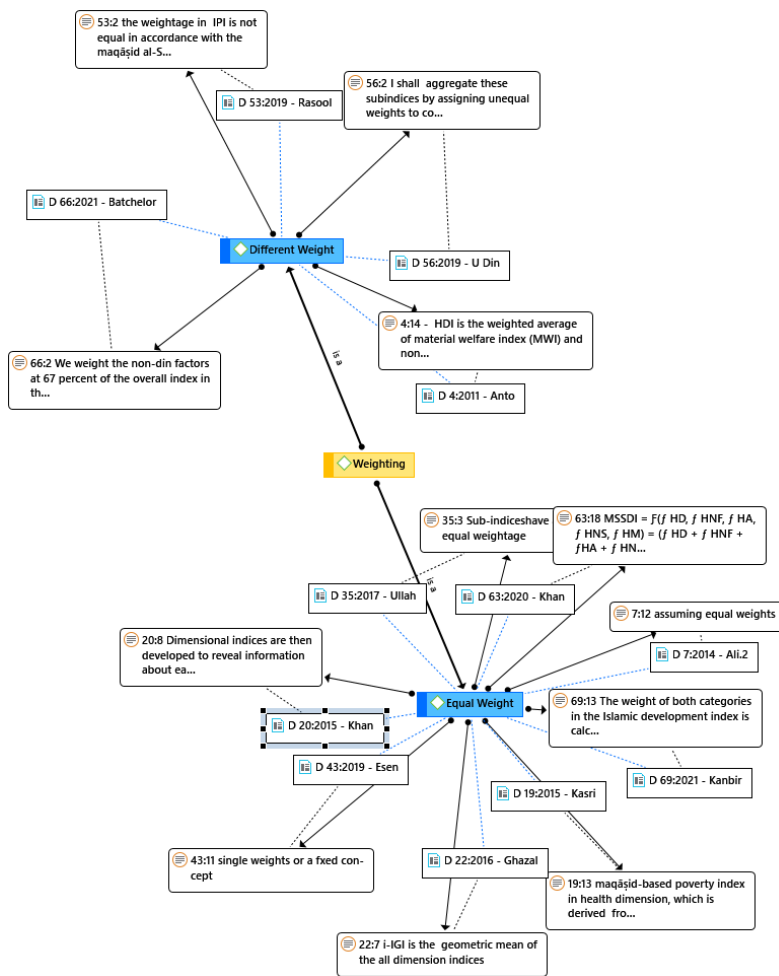 53:2 the weightage in IPI is not
equal in accordance with the
maqāṣid al-S...
56:2 I shall aggregate these
subindices by assigning unequal
weights to co...
D 53:2019 - Rasool
D 66:2021 - Batchelor
Different Weight
D 56:2019 - U Din
4:14 - HDI is the weighted average
of material welfare index (MWI) and
non...
66:2 We weight the non-din factors
at 67 percent of the overall index in
th...
is a
D 4:2011 - Anto
Weighting
35:3 Sub-indiceshave
equal weightage
63:18 MSSDI = Ƒ(ƒ HD, ƒ HNF, ƒ HA,
ƒ HNS, ƒ HM) = (ƒ HD + ƒ HNF +
ƒHA + ƒ HN...
is a
D 35:2017 - Ullah
D 63:2020 - Khan
7:12 assuming equal weights
20:8 Dimensional indices are then
developed to reveal information
about ea...
D 7:2014 - Ali.2
Equal Weight
69:13 The weight of both categories
in the Islamic development index is
calc...
D 20:2015 - Khan
D 43:2019 - Esen
D 69:2021 - Kanbir
D 19:2015 - Kasri
43:11 single weights or a fxed con-
cept
D 22:2016 - Ghazal
19:13 maqāṣid-based poverty index
in health dimension, which is
derived fro...
22:7 i-IGI is the geometric mean of
the all dimension indices